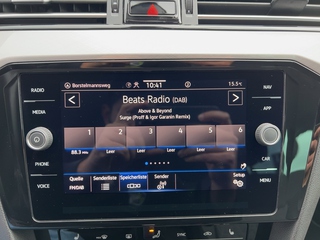 Borstelmannsweg
10:41
15.5°C
RADIO
MEDIA
PHONE
VOICE
NAV
APP
CAR
MENU
Beats Radio (DAB)
Above & Beyond
Surge (Proff & Igor Garanin Remix)
1 2 3 4 5 6
88.3 MHz Leer Leer Leer Leer Leer
Quelle Senderliste Speicherliste Sender Setup
FM/DAB